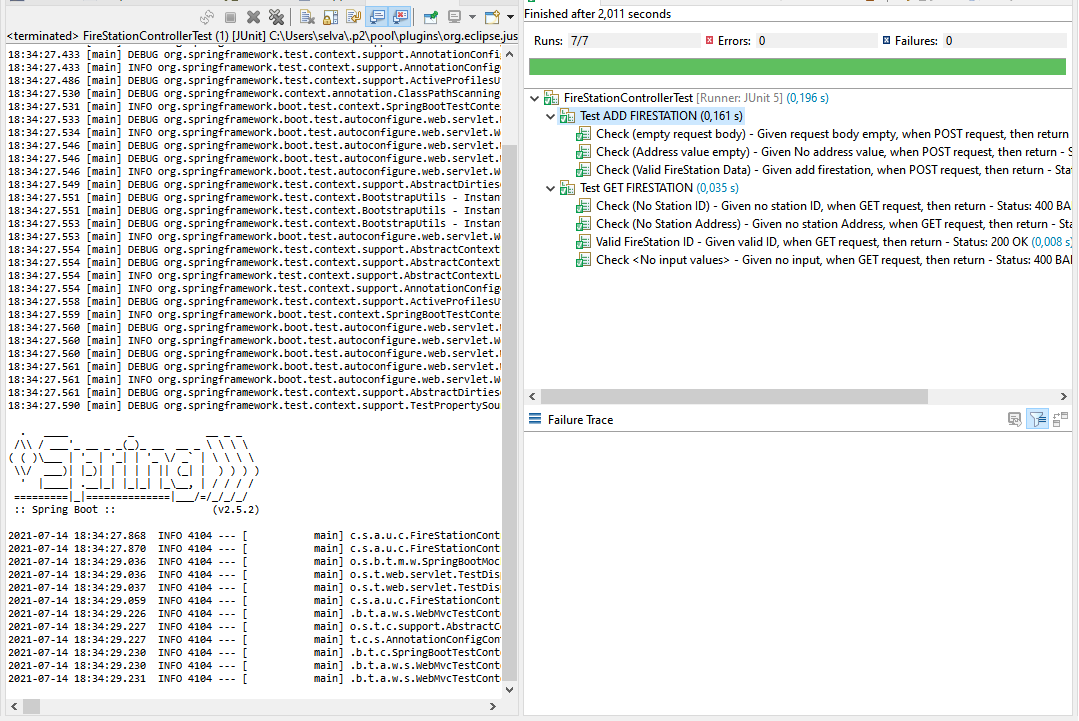 <terminated> FireStationControllerTest (1) [JUnit] C:\Users\selva\.p2\pool\plugins\org.eclipse.jus
18:34:27.433 [main] DEBUG org.springframework.test.context.support.AnnotationConfi
18:34:27.433 [main] INFO org.springframework.test.context.support.AnnotationConfig
18:34:27.486 [main] DEBUG org.springframework.test.context.support.ActiveProfilesU
18:34:27.530 [main] DEBUG org.springframework.context.annotation.ClassPathScanning
18:34:27.531 [main] INFO org.springframework.boot.test.context.SpringBootTestConte
18:34:27.533 [main] DEBUG org.springframework.boot.test.autoconfigure.web.servlet.
18:34:27.534 [main] INFO org.springframework.boot.test.autoconfigure.web.servlet.W
18:34:27.546 [main] DEBUG org.springframework.boot.test.autoconfigure.web.servlet.
18:34:27.546 [main] DEBUG org.springframework.boot.test.autoconfigure.web.servlet.
18:34:27.546 [main] INFO org.springframework.boot.test.autoconfigure.web.servlet.W
18:34:27.549 [main] DEBUG org.springframework.test.context.support.AbstractDirties
18:34:27.551 [main] DEBUG org.springframework.test.context.BootstrapUtils - Instan
18:34:27.551 [main] DEBUG org.springframework.test.context.BootstrapUtils - Instan
18:34:27.553 [main] DEBUG org.springframework.test.context.BootstrapUtils - Instan
18:34:27.553 [main] INFO org.springframework.boot.test.autoconfigure.web.servlet.W
18:34:27.554 [main] DEBUG org.springframework.test.context.support.AbstractContext
18:34:27.554 [main] DEBUG org.springframework.test.context.support.AbstractContext
18:34:27.554 [main] INFO org.springframework.test.context.support.AbstractContextL
18:34:27.554 [main] INFO org.springframework.test.context.support.AnnotationConfig
18:34:27.558 [main] DEBUG org.springframework.test.context.support.ActiveProfilesU
18:34:27.559 [main] INFO org.springframework.boot.test.context.SpringBootTestConte
18:34:27.560 [main] DEBUG org.springframework.boot.test.autoconfigure.web.servlet.
18:34:27.560 [main] INFO org.springframework.boot.test.autoconfigure.web.servlet.W
18:34:27.560 [main] DEBUG org.springframework.boot.test.autoconfigure.web.servlet.
18:34:27.561 [main] DEBUG org.springframework.boot.test.autoconfigure.web.servlet.
18:34:27.561 [main] INFO org.springframework.boot.test.autoconfigure.web.servlet.W
18:34:27.561 [main] DEBUG org.springframework.test.context.support.AbstractDirties
18:34:27.590 [main] DEBUG org.springframework.test.context.support.TestPropertySou
Spring
:: Spring Boot :: (v2.5.2)
2021-07-14 18:34:27.868 INFO 4104 --- [ main] c.s.a.u.c.FireStationCont
2021-07-14 18:34:27.870 INFO 4104 --- [ main] c.s.a.u.c.FireStationCont
2021-07-14 18:34:29.036 INFO 4104 --- [ main] o.s.b.t.m.w.SpringBootMoc
2021-07-14 18:34:29.036 INFO 4104 --- [ main] o.s.t.web.servlet.TestDis
2021-07-14 18:34:29.037 INFO 4104 --- [ main] o.s.t.web.servlet.TestDis
2021-07-14 18:34:29.059 INFO 4104 --- [ main] c.s.a.u.c.FireStationCont
2021-07-14 18:34:29.226 INFO 4104 --- [ main] .b.t.a.w.s.WebMvcTestCont
2021-07-14 18:34:29.227 INFO 4104 --- [ main] o.s.t.c.support.AbstractC
2021-07-14 18:34:29.227 INFO 4104 --- [ main] t.c.s.AnnotationConfigCon
2021-07-14 18:34:29.230 INFO 4104 --- [ main] .b.t.c.SpringBootTestCont
2021-07-14 18:34:29.230 INFO 4104 --- [ main] .b.t.a.w.s.WebMvcTestCont
2021-07-14 18:34:29.231 INFO 4104 --- [ main] .b.t.a.w.s.WebMvcTestCont
Finished after 2,011 seconds
Runs: 7/7 Errors: 0 Failures: 0
FireStationControllerTest [Runner: JUnit 5] (0,196 s)
Test ADD FIRESTATION (0,161 s)
Check (empty request body) - Given request body empty, when POST request, then return
Check (Address value empty) - Given No address value, when POST request, then return - S
Check (Valid FireStation Data) - Given add firestation, when POST request, then return - Sta
Test GET FIRESTATION (0,035 s)
Check (No Station ID) - Given no station ID, when GET request, then return - Status: 400 BA
Check (No Station Address) - Given no station Address, when GET request, then return - Sta
Valid FireStation ID - Given valid ID, when GET request, then return - Status: 200 OK (0,008 s)
Check <No input values> - Given no input, when GET request, then return - Status: 400 BAI
Failure Trace